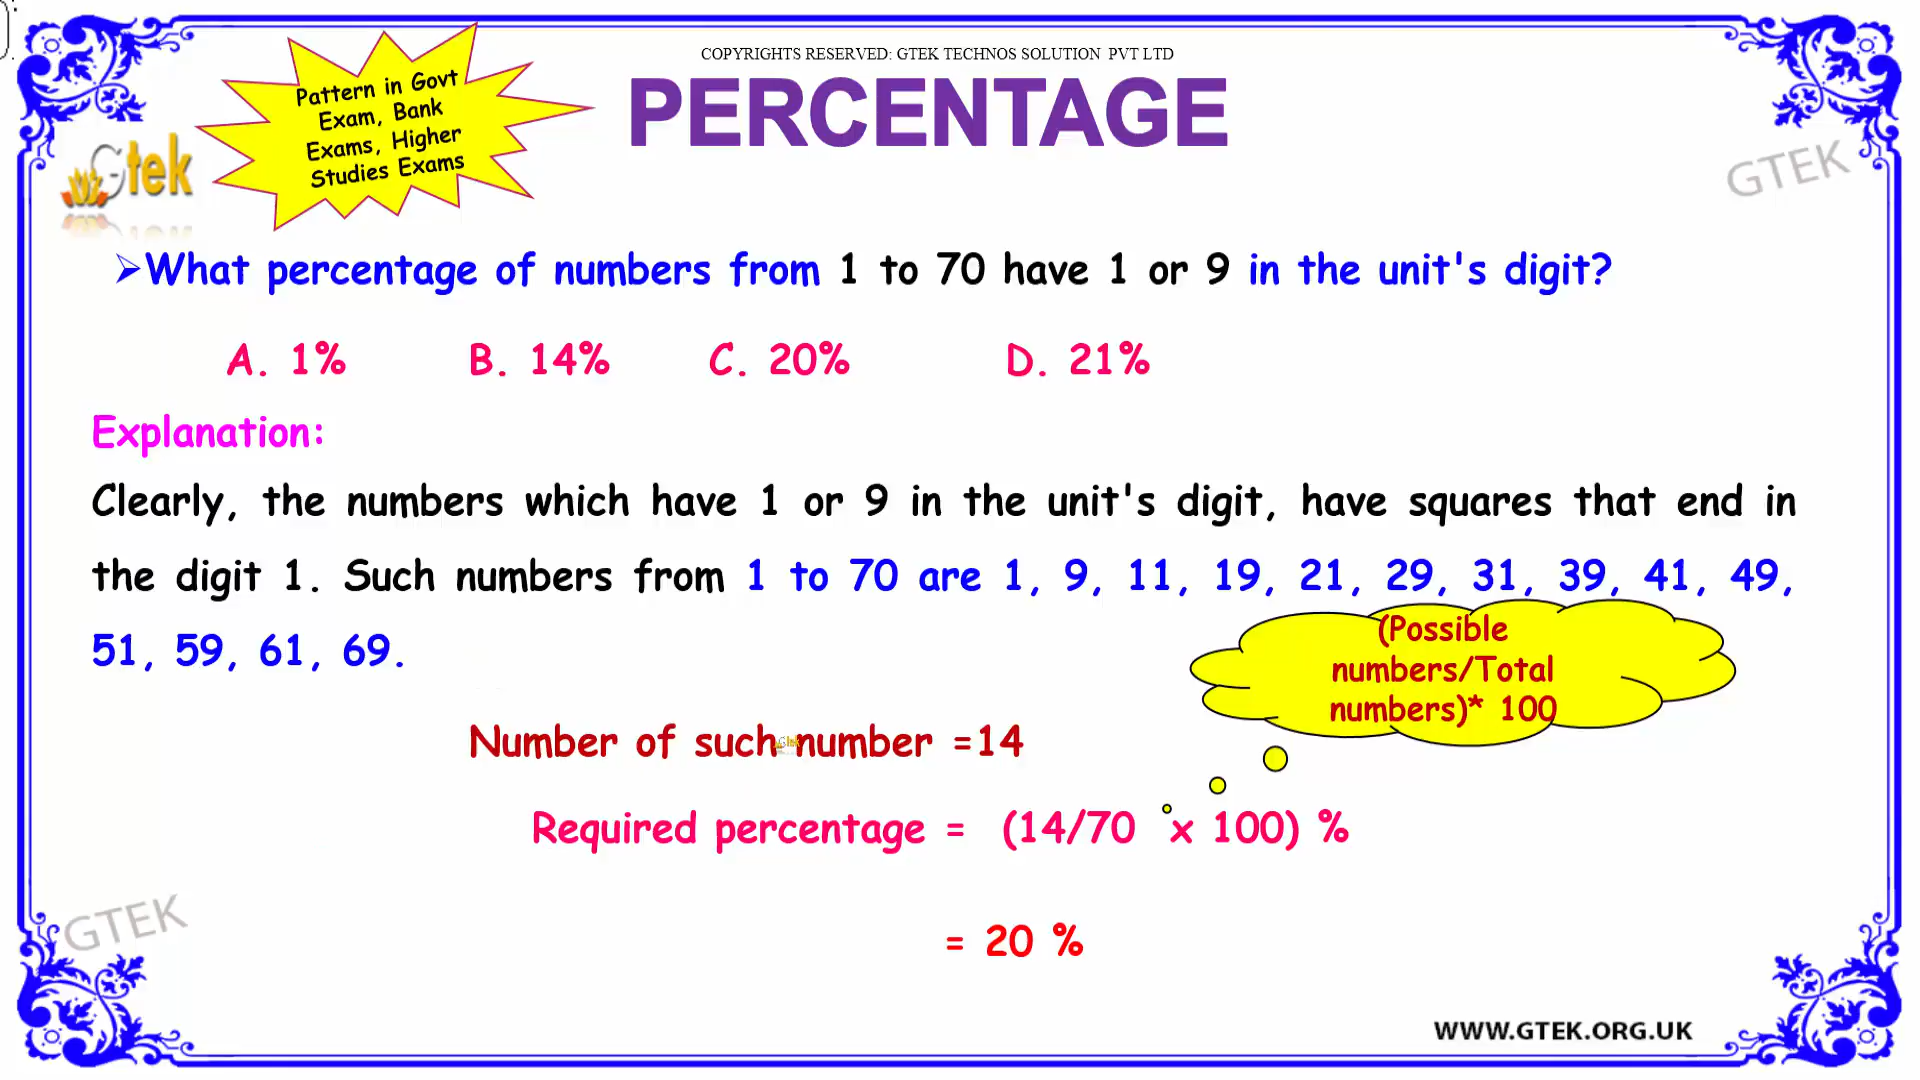 COPYRIGHTS RESERVED: GTEK TECHNOS SOLUTION PVT LTD
PERCENTAGE
Pattern in Govt
Exam, Bank
Exams, Higher
Studies Exams
Gtek
GTEK
➢What percentage of numbers from 1 to 70 have 1 or 9 in the unit's digit?
A. 1% B. 14% C. 20% D. 21%
Explanation:
Clearly, the numbers which have 1 or 9 in the unit's digit, have squares that end in
the digit 1. Such numbers from 1 to 70 are 1, 9, 11, 19, 21, 29, 31, 39, 41, 49,
51, 59, 61, 69.
(Possible
numbers/Total
numbers)* 100
Number of such number =14
Required percentage = (14/70 x 100) %
= 20 %
GTEK
WWW.GTEK.ORG.UK